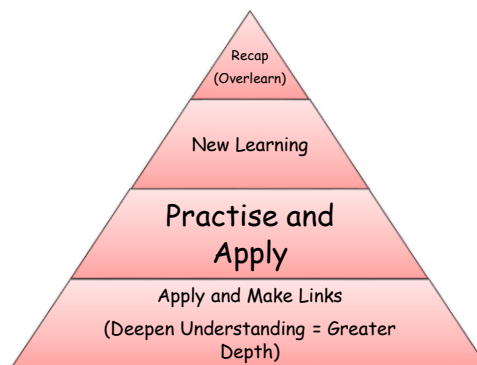 Recap
(Overlearn)
New Learning
Practise and
Apply
Apply and Make Links
(Deepen Understanding = Greater
Depth)